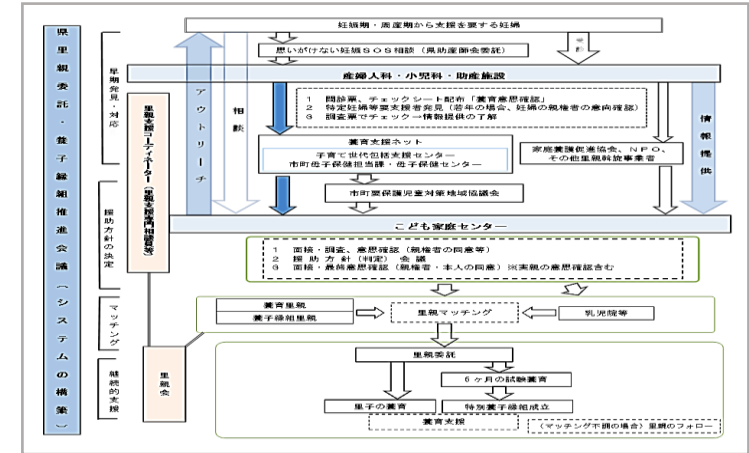 妊娠期・周産期から支援を要する妊婦
思いがけない妊娠SOS相談（県助産師会委託）
受診
産婦人科・小児科・助産施設
県里親委託・養子縁組推進会議（システムの構築）
早期発見・対応
援助方針の決定
マッチング
継続的支援
里親支援コーディネーター（里親支援専門相談員等）
里親会
アウトリーチ
相談
1 問診票、チェックシート配布「養育意思確認」
2 特定妊婦等要支援者発見（若年の場合、妊婦の親権者の意向確認）
3 調査票でチェック－情報提供の了解
養育支援ネット
子育て世代包括支援センター
市町母子保健担当課・母子保健センター
家庭養護促進協会、NPO、
その他里親斡旋事業者
情報提供
市町要保護児童対策地域協議会
こども家庭センター
1 面接・調査、意思確認（親権者の同意等）
2 援助方針（判定）会議
3 面接・最終意思確認（親権者・本人の同意）※実親の意思確認含む
養育里親
養子縁組里親
里親マッチング
乳児院等
里親委託
6ヶ月の試験養育
里子の養育
特別養子縁組成立
養育支援
（マッチング不調の場合）里親のフォロー